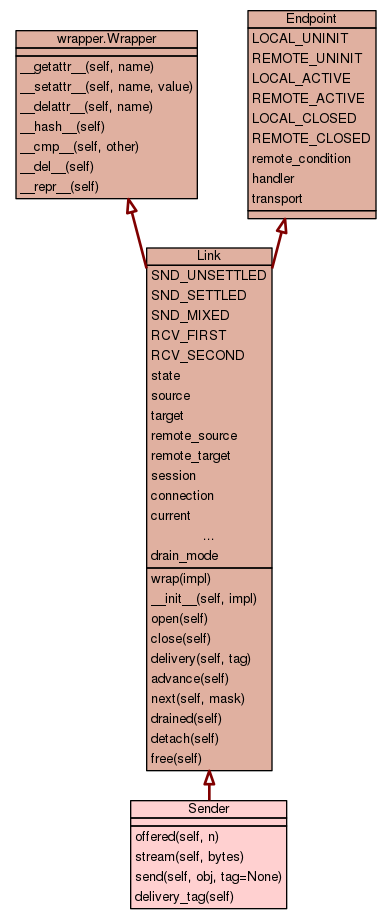 wrapper.Wrapper
__getattr__(self, name)
__setattr__(self, name, value)
__delattr__(self, name)
__hash__(self)
__cmp__(self, other)
__del__(self)
__repr__(self)
Endpoint
LOCAL_UNINIT
REMOTE_UNINIT
LOCAL_ACTIVE
REMOTE_ACTIVE
LOCAL_CLOSED
REMOTE_CLOSED
remote_condition
handler
transport
Link
SND_UNSETTLED
SND_SETTLED
SND_MIXED
RCV_FIRST
RCV_SECOND
state
source
target
remote_source
remote_target
session
connection
current
...
drain_mode
wrap(impl)
__init__(self, impl)
open(self)
close(self)
delivery(self, tag)
advance(self)
next(self, mask)
drained(self)
detach(self)
free(self)
Sender
offered(self, n)
stream(self, bytes)
send(self, obj, tag=None)
delivery_tag(self)